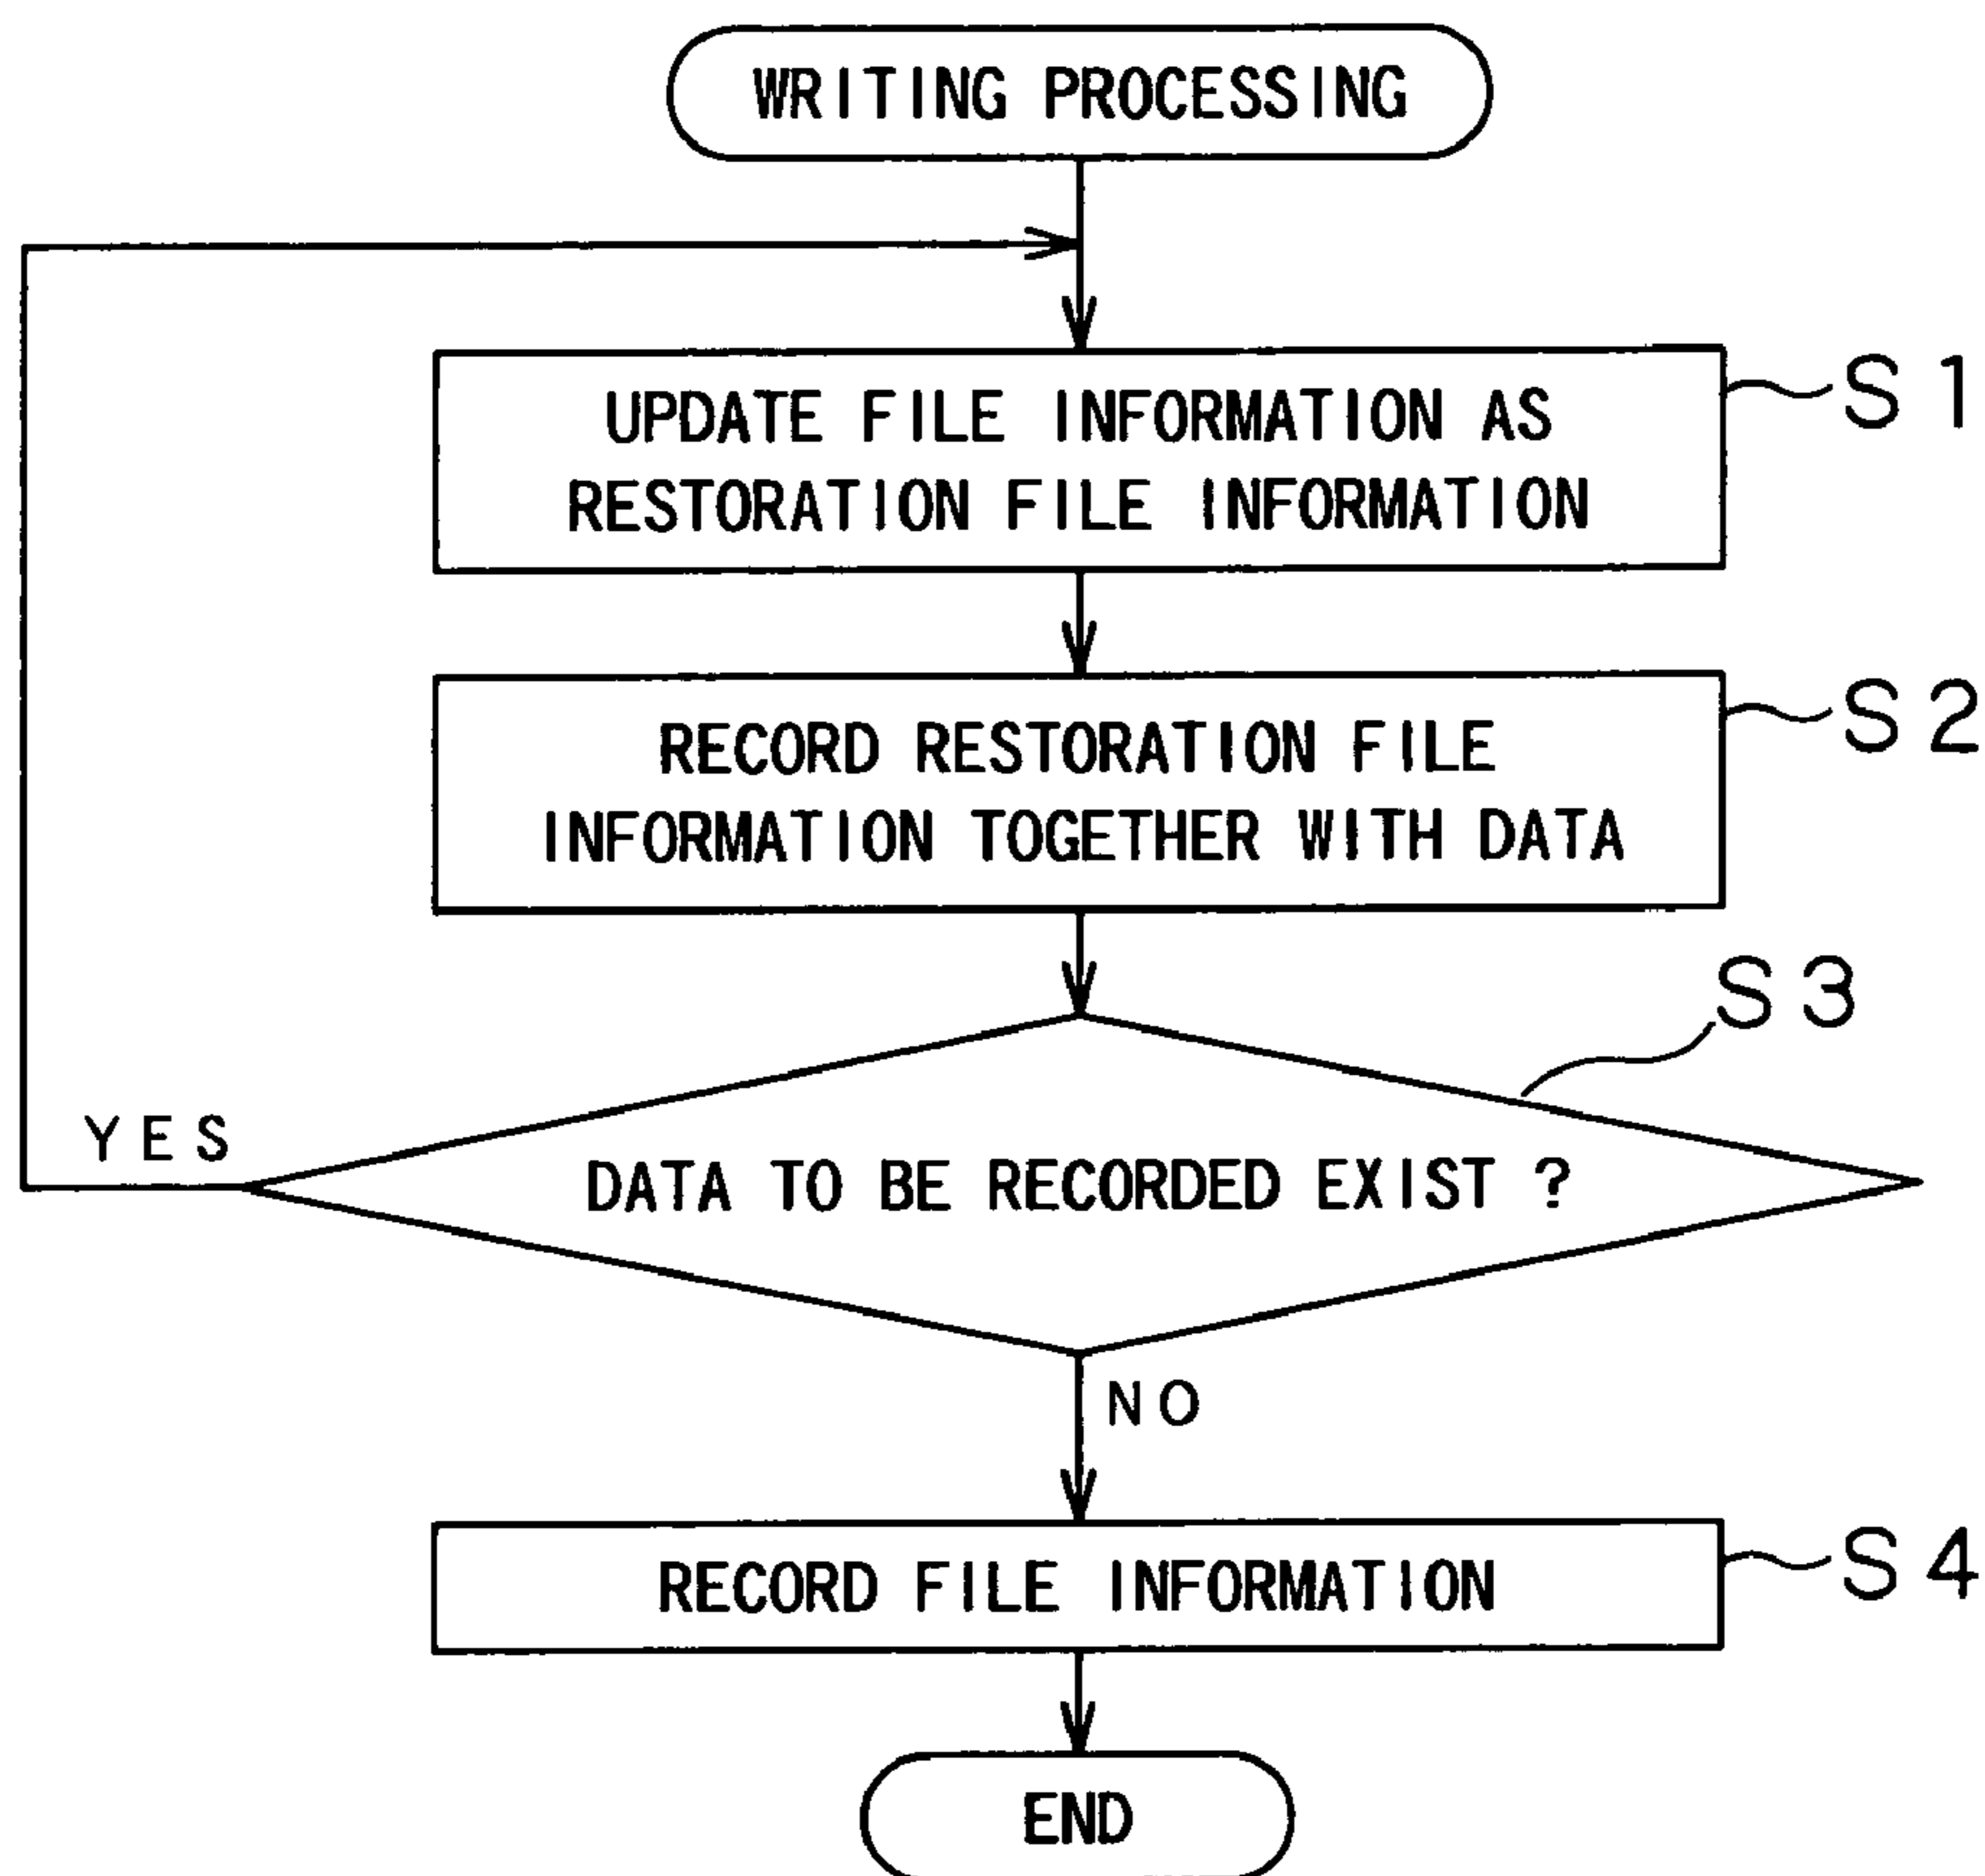 WRITING PROCESSING
UPDATE FILE INFORMATION AS
RESTORATION FILE INFORMATION
S1
RECORD RESTORATION FILE
INFORMATION TOGETHER WITH DATA
S2
S3
YES
DATA TO BE RECORDED EXIST ?
NO
RECORD FILE INFORMATION
S4
END